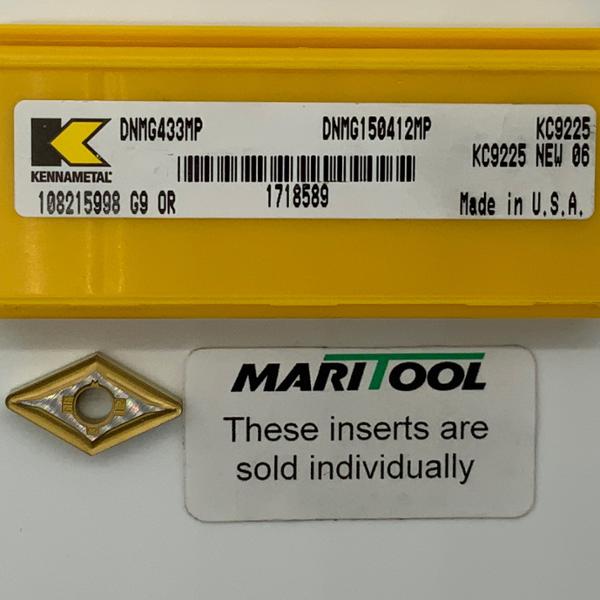 DNMG433MP DNMG150412MP KC9225
KC9225 NEW 06
KENNAMETAL
108215998 G9 OR 1718589 Made in U.S.A.
MARITOOL
These inserts are
sold individually